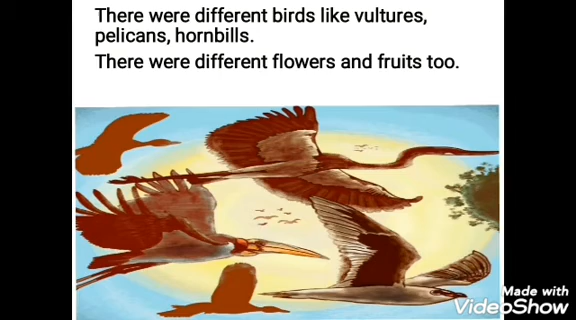 There were different birds like vultures,
pelicans, hornbills.
There were different flowers and fruits too.
Made with
VideoShow